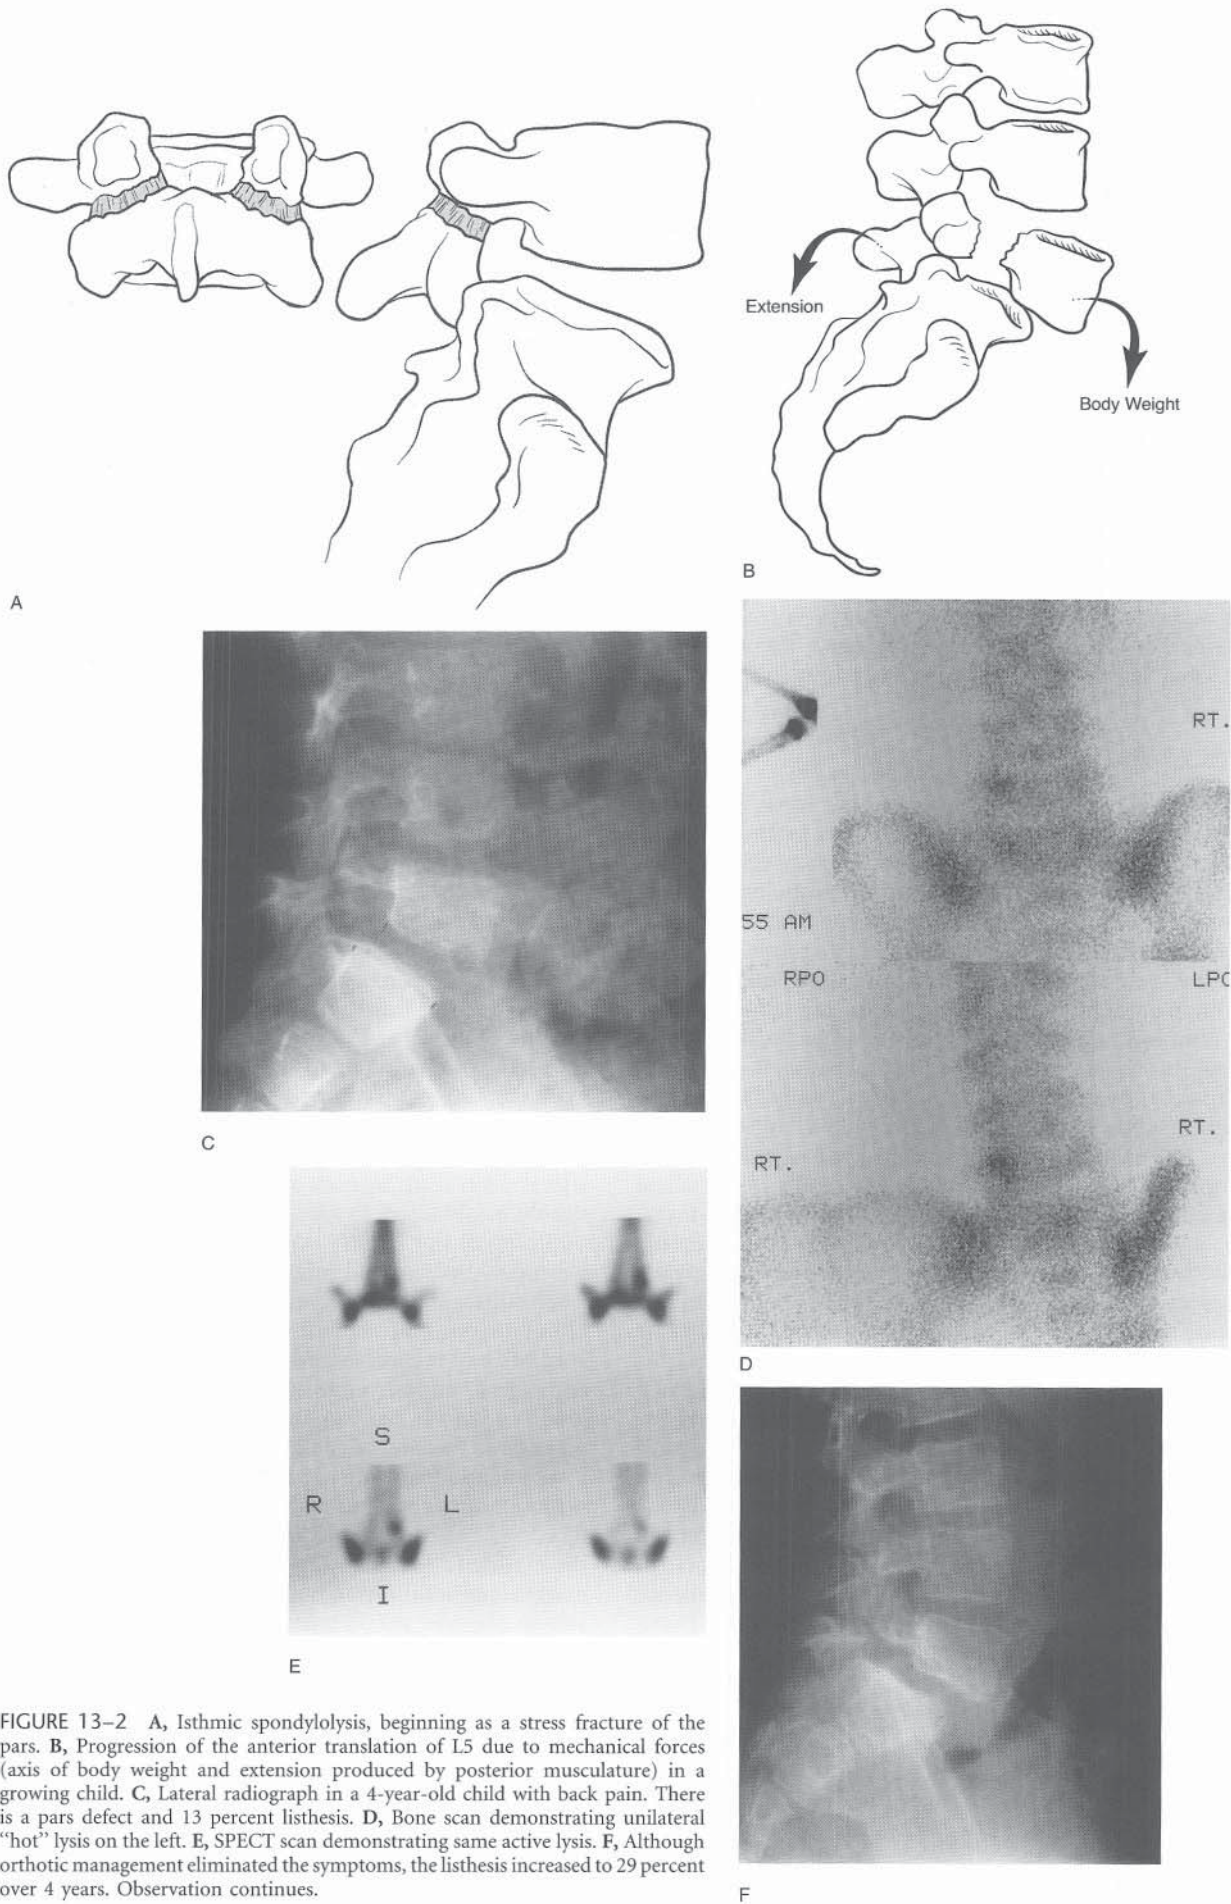 Extension
Body Weight
A
B
RT.
55 AM
RPO
LPO
RT.
RT.
C
D
S
R L
I
E
F
FIGURE 13–2 A, Isthmic spondylolysis, beginning as a stress fracture of the
pars. B, Progression of the anterior translation of L5 due to mechanical forces
(axis of body weight and extension produced by posterior musculature) in a
growing child. C, Lateral radiograph in a 4-year-old child with back pain. There
is a pars defect and 13 percent listhesis. D, Bone scan demonstrating unilateral
“hot” lysis on the left. E, SPECT scan demonstrating same active lysis. F, Although
orthotic management eliminated the symptoms, the listhesis increased to 29 percent
over 4 years. Observation continues.